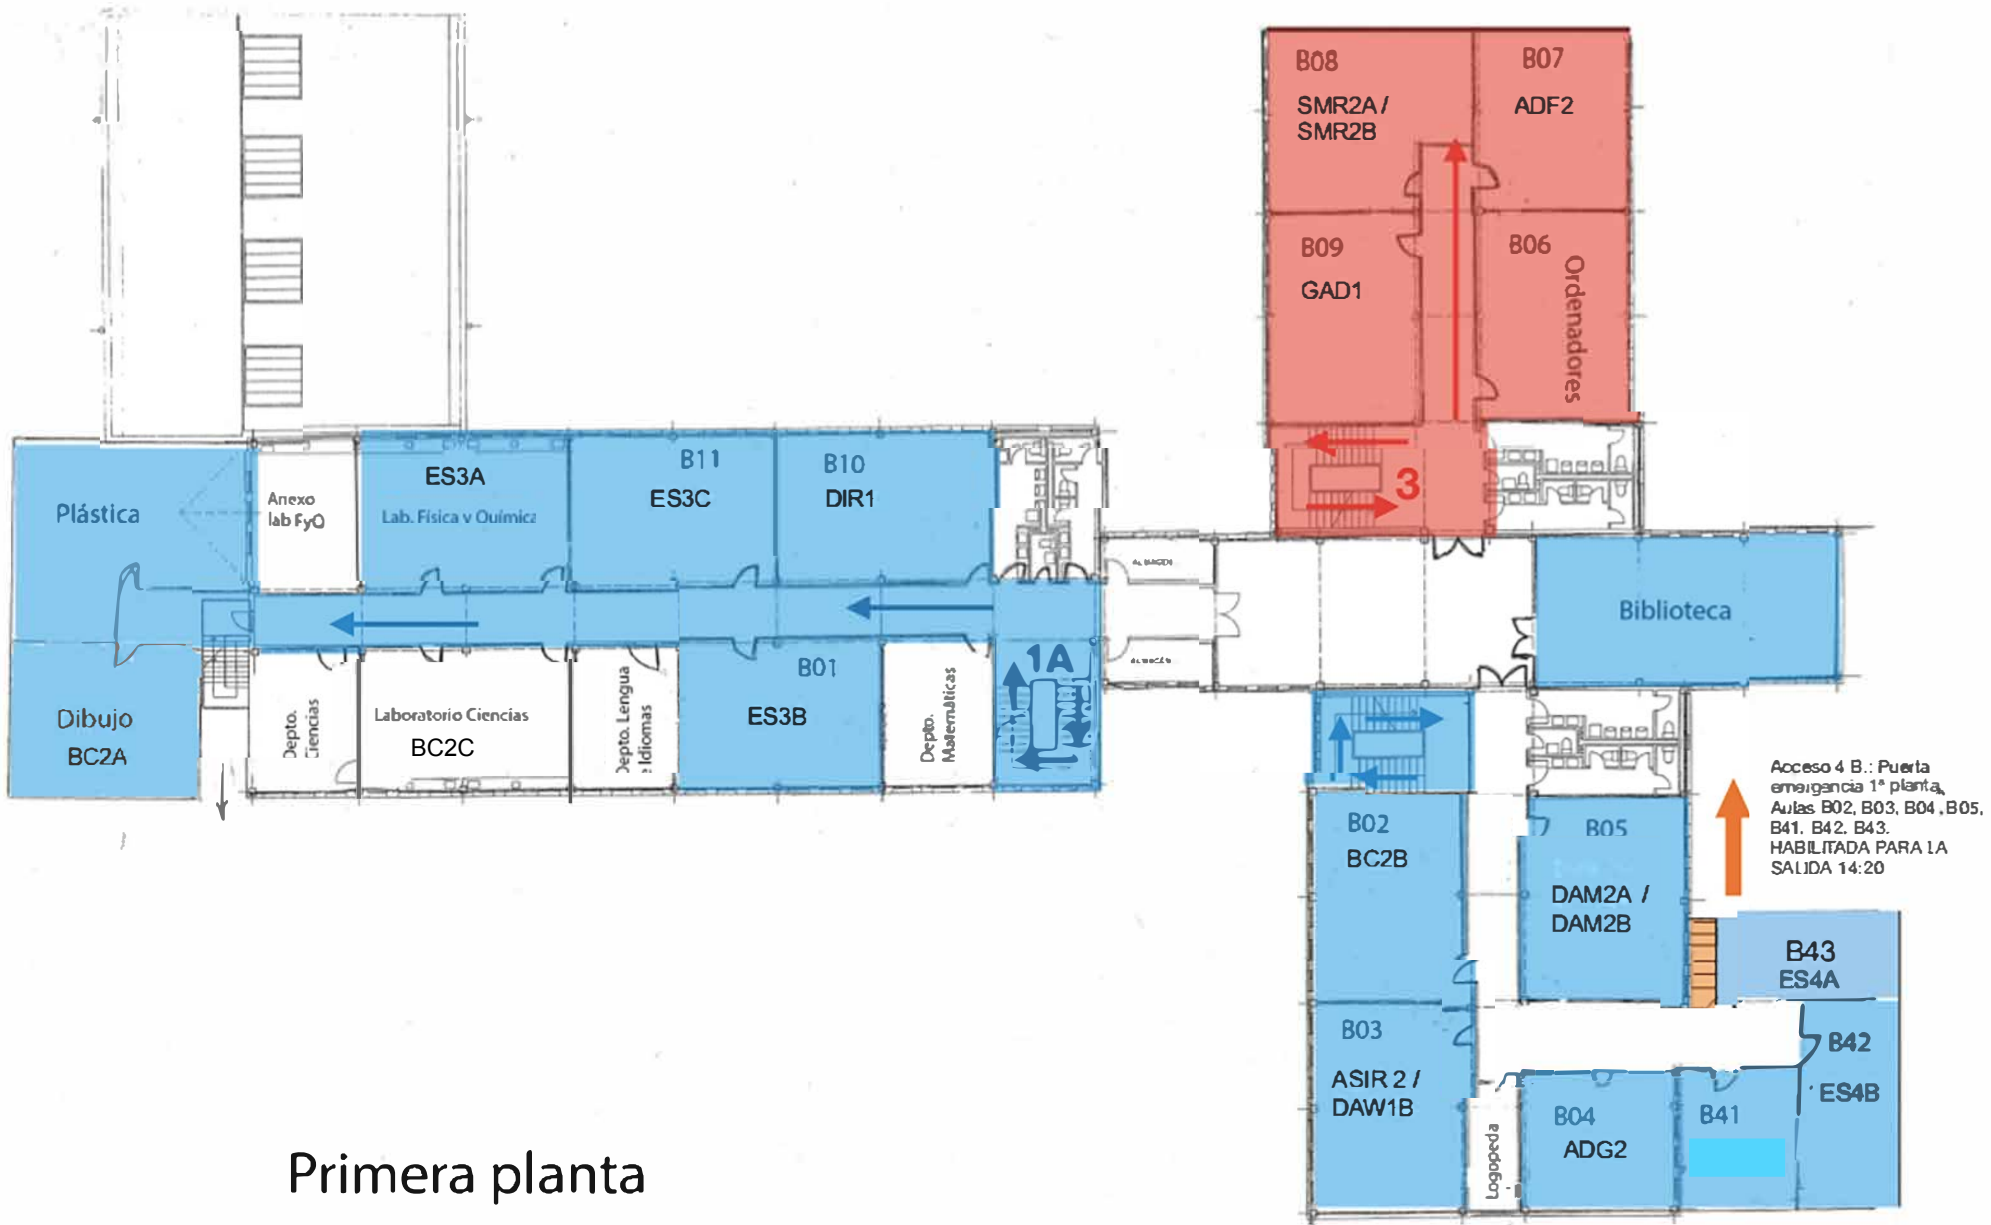 B08
SMR2A /
SMR2B
B07
ADF2
B09
GAD1
B06
Ordenadores
3
Plástica
Anexo
lab FyQ
ES3A
Lab. Física y Química
B11
ES3C
B10
DIR1
Biblioteca
Dibujo
BC2A
Depto.
Ciencias
Laboratorio Ciencias
BC2C
Depto. Lengua
e Idiomas
B01
ES3B
Depto.
Matemáticas
1A
B02
BC2B
B05
DAM2A /
DAM2B
Acceso 4 B.: Puerta
emergencia 1ª planta,
Aulas B02, B03, B04, B05,
B41, B42, B43.
HABILITADA PARA LA
SALIDA 14:20
B43
ES4A
B03
ASIR 2 /
DAW1B
Logopeda
B04
ADG2
B41
B42
ES4B
Primera planta